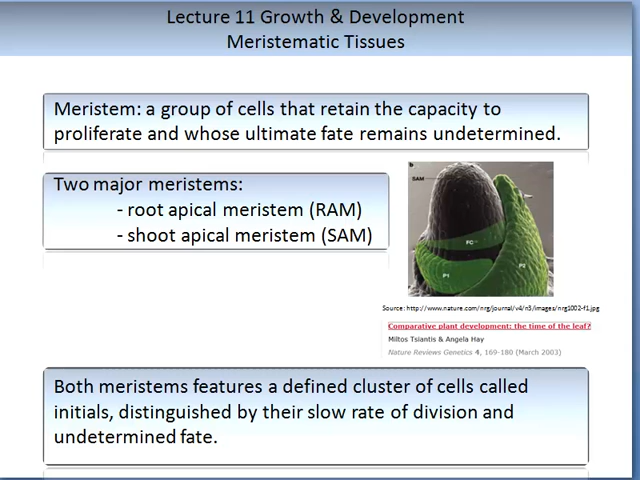 Lecture 11 Growth & Development
Meristematic Tissues
Meristem: a group of cells that retain the capacity to
proliferate and whose ultimate fate remains undetermined.
Two major meristems:
- root apical meristem (RAM)
- shoot apical meristem (SAM)
b
SAM
FC
P1
P2
Source: http://www.nature.com/nrg/journal/v4/n3/images/nrg1002-f1.jpg
Comparative plant development: the time of the leaf?
Miltos Tsiantis & Angela Hay
Nature Reviews Genetics 4, 169-180 (March 2003)
Both meristems features a defined cluster of cells called
initials, distinguished by their slow rate of division and
undetermined fate.